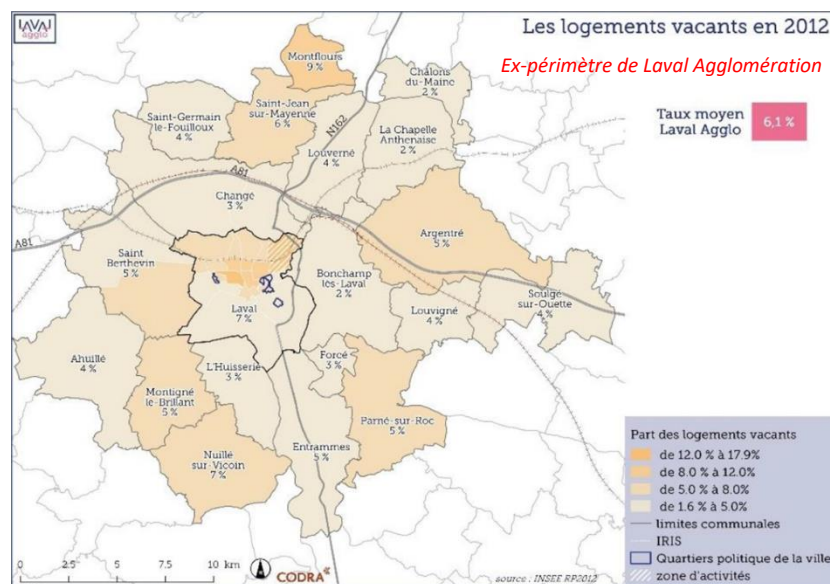 LAVAL
agglo
Les logements vacants en 2012
Ex-périmètre de Laval Agglomération
Taux moyen
Laval Agglo
6,1 %
Montflours
9 %
Châlons
du-Maine
2 %
Saint-Jean
sur-Mayenne
6 %
Saint-Germain
le-Fouilloux
4 %
N162
La Chapelle
Anthenaise
2 %
Louverné
4 %
A81
Changé
3 %
Argentré
5 %
A81
Saint
Berthevin
5 %
Bonchamp
lès-Laval
2 %
Laval
7 %
Louvigné
4 %
Soulgé
sur-Ouette
4 %
Ahuillé
4 %
L'Huisserie
3 %
Forcé
3 %
Montigné
le-Brillant
5 %
Parné-sur-Roc
5 %
Nuillé
sur-Vicoin
7 %
Entrammes
5 %
Part des logements vacants
de 12.0 % à 17.9%
de 8.0 % à 12.0%
de 5.0 % à 8.0%
de 1.6 % à 5.0%
limites communales
IRIS
Quartiers politique de la ville
zone d'activités
0 5 10 km
CODRA
source : INSEE RP2012